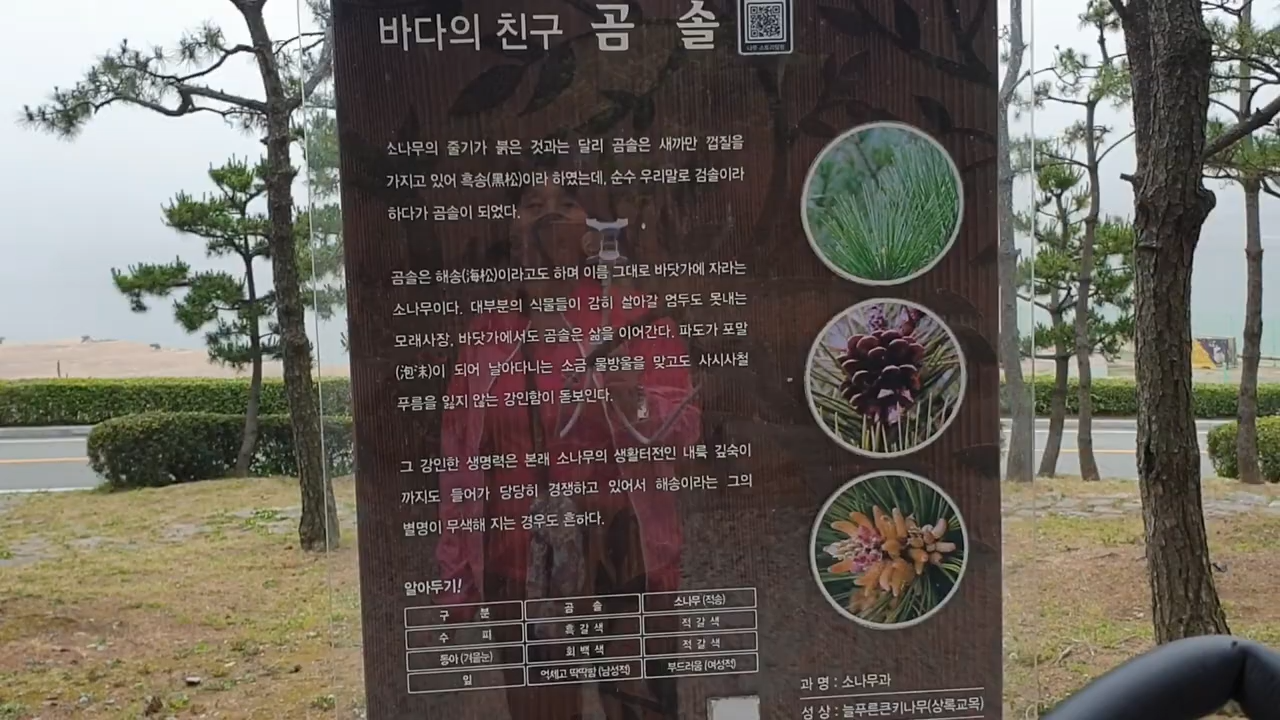 바다의 친구 곰 솔
나무 스토리텔링
소나무의 줄기가 붉은 것과는 달리 곰솔은 새까만 껍질을
가지고 있어 흑송(黑松)이라 하였는데, 순수 우리말로 검솔이라
하다가 곰솔이 되었다.
곰솔은 해송(海松)이라고도 하며 이름 그대로 바닷가에 자라는
소나무이다. 대부분의 식물들이 감히 살아갈 엄두도 못내는
모래사장, 바닷가에서도 곰솔은 삶을 이어간다. 파도가 포말
(泡沫)이 되어 날아다니는 소금 물방울을 맞고도 사시사철
푸름을 잃지 않는 강인함이 돋보인다.
그 강인한 생명력은 본래 소나무의 생활터전인 내륙 깊숙이
까지도 들어가 당당히 경쟁하고 있어서 해송이라는 그의
별명이 무색해 지는 경우도 흔하다.
알아두기!
구 분 곰 솔 소나무(적송)
수 피 흑 갈 색 적 갈 색
동아(겨울눈) 회 백 색 적 갈 색
잎 억세고 딱딱함(남성적) 부드러움(여성적)
과 명 : 소나무과
성 상 : 늘푸른큰키나무(상록교목)